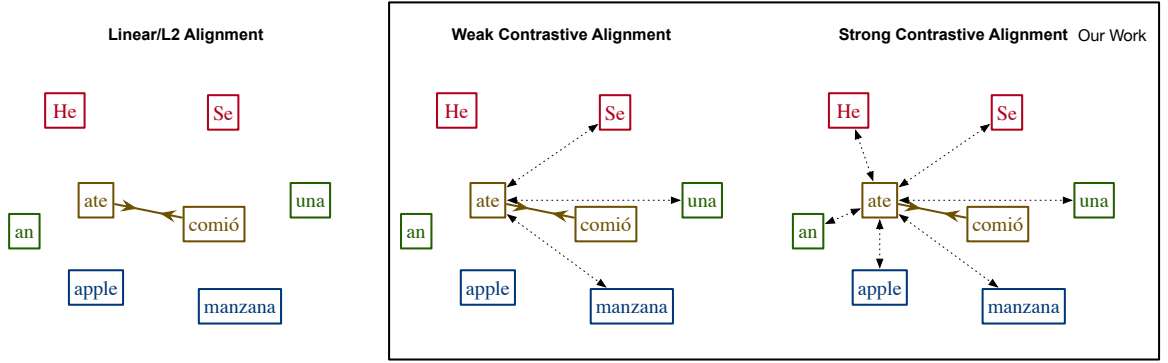 Linear/L2 Alignment
He
Se
ate
comió
una
an
apple
manzana
Weak Contrastive Alignment
He
Se
ate
comió
una
an
apple
manzana
Strong Contrastive Alignment Our Work
He
Se
ate
comió
una
an
apple
manzana